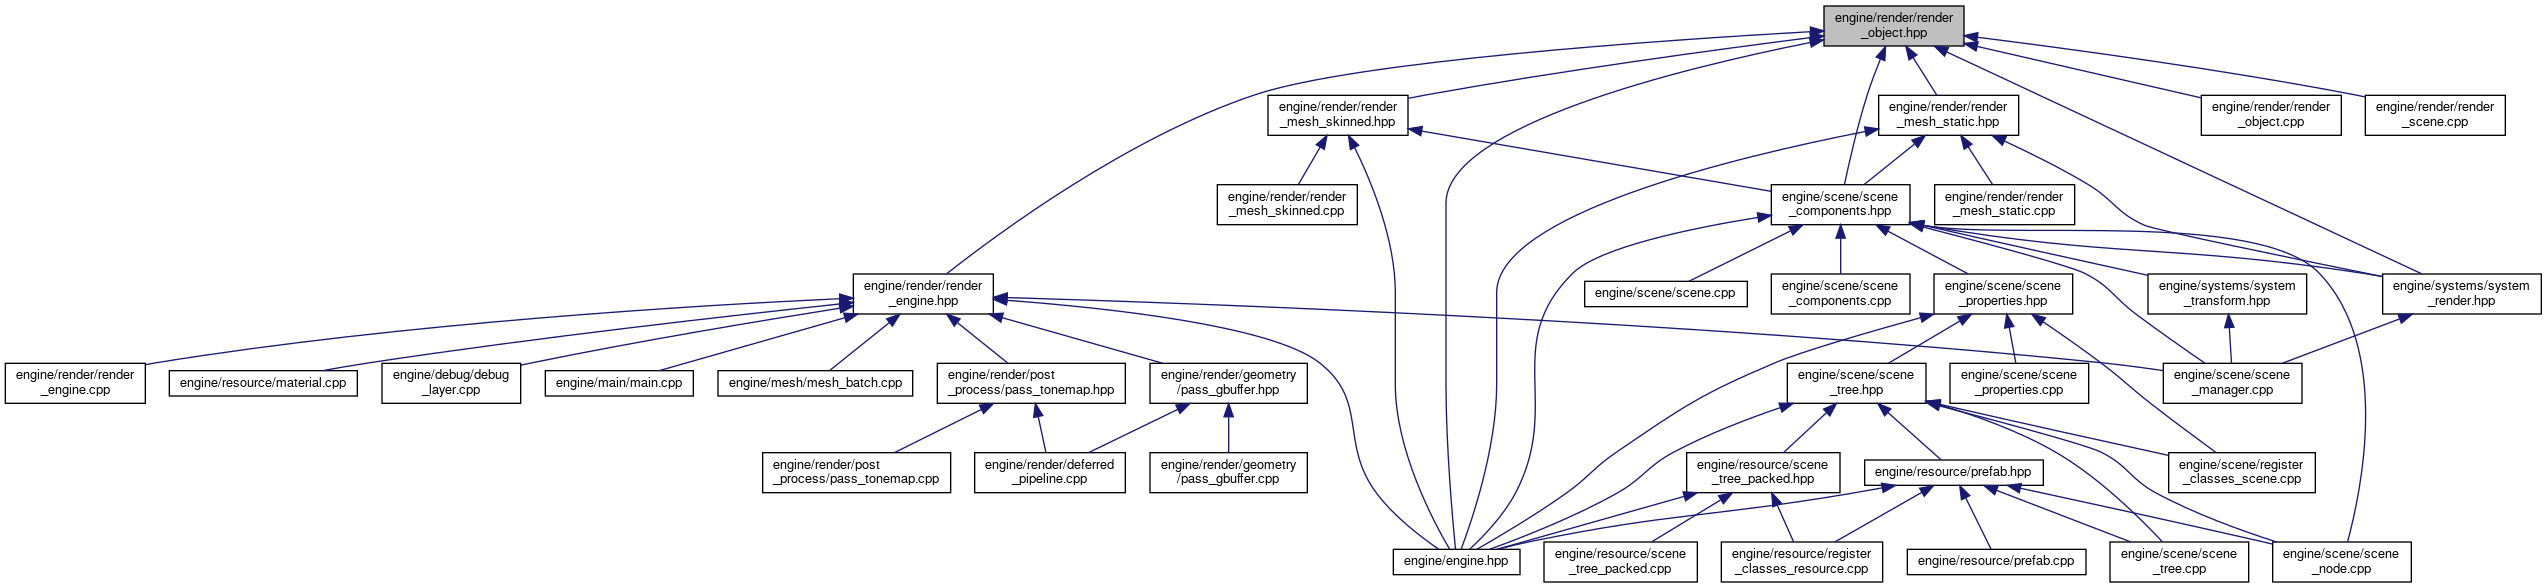 engine/render/render
_object.hpp
engine/render/render
_mesh_skinned.hpp
engine/render/render
_mesh_static.hpp
engine/render/render
_object.cpp
engine/render/render
_scene.cpp
engine/render/render
_mesh_skinned.cpp
engine/scene/scene
_components.hpp
engine/render/render
_mesh_static.cpp
engine/render/render
_engine.hpp
engine/scene/scene.cpp
engine/scene/scene
_components.cpp
engine/scene/scene
_properties.hpp
engine/systems/system
_transform.hpp
engine/systems/system
_render.hpp
engine/render/render
_engine.cpp
engine/resource/material.cpp
engine/debug/debug
_layer.cpp
engine/main/main.cpp
engine/mesh/mesh_batch.cpp
engine/render/post
_process/pass_tonemap.hpp
engine/render/geometry
/pass_gbuffer.hpp
engine/scene/scene
_tree.hpp
engine/scene/scene
_properties.cpp
engine/scene/scene
_manager.cpp
engine/render/post
_process/pass_tonemap.cpp
engine/render/deferred
_pipeline.cpp
engine/render/geometry
/pass_gbuffer.cpp
engine/resource/scene
_tree_packed.hpp
engine/resource/prefab.hpp
engine/scene/register
_classes_scene.cpp
engine/engine.hpp
engine/resource/scene
_tree_packed.cpp
engine/resource/register
_classes_resource.cpp
engine/resource/prefab.cpp
engine/scene/scene
_tree.cpp
engine/scene/scene
_node.cpp